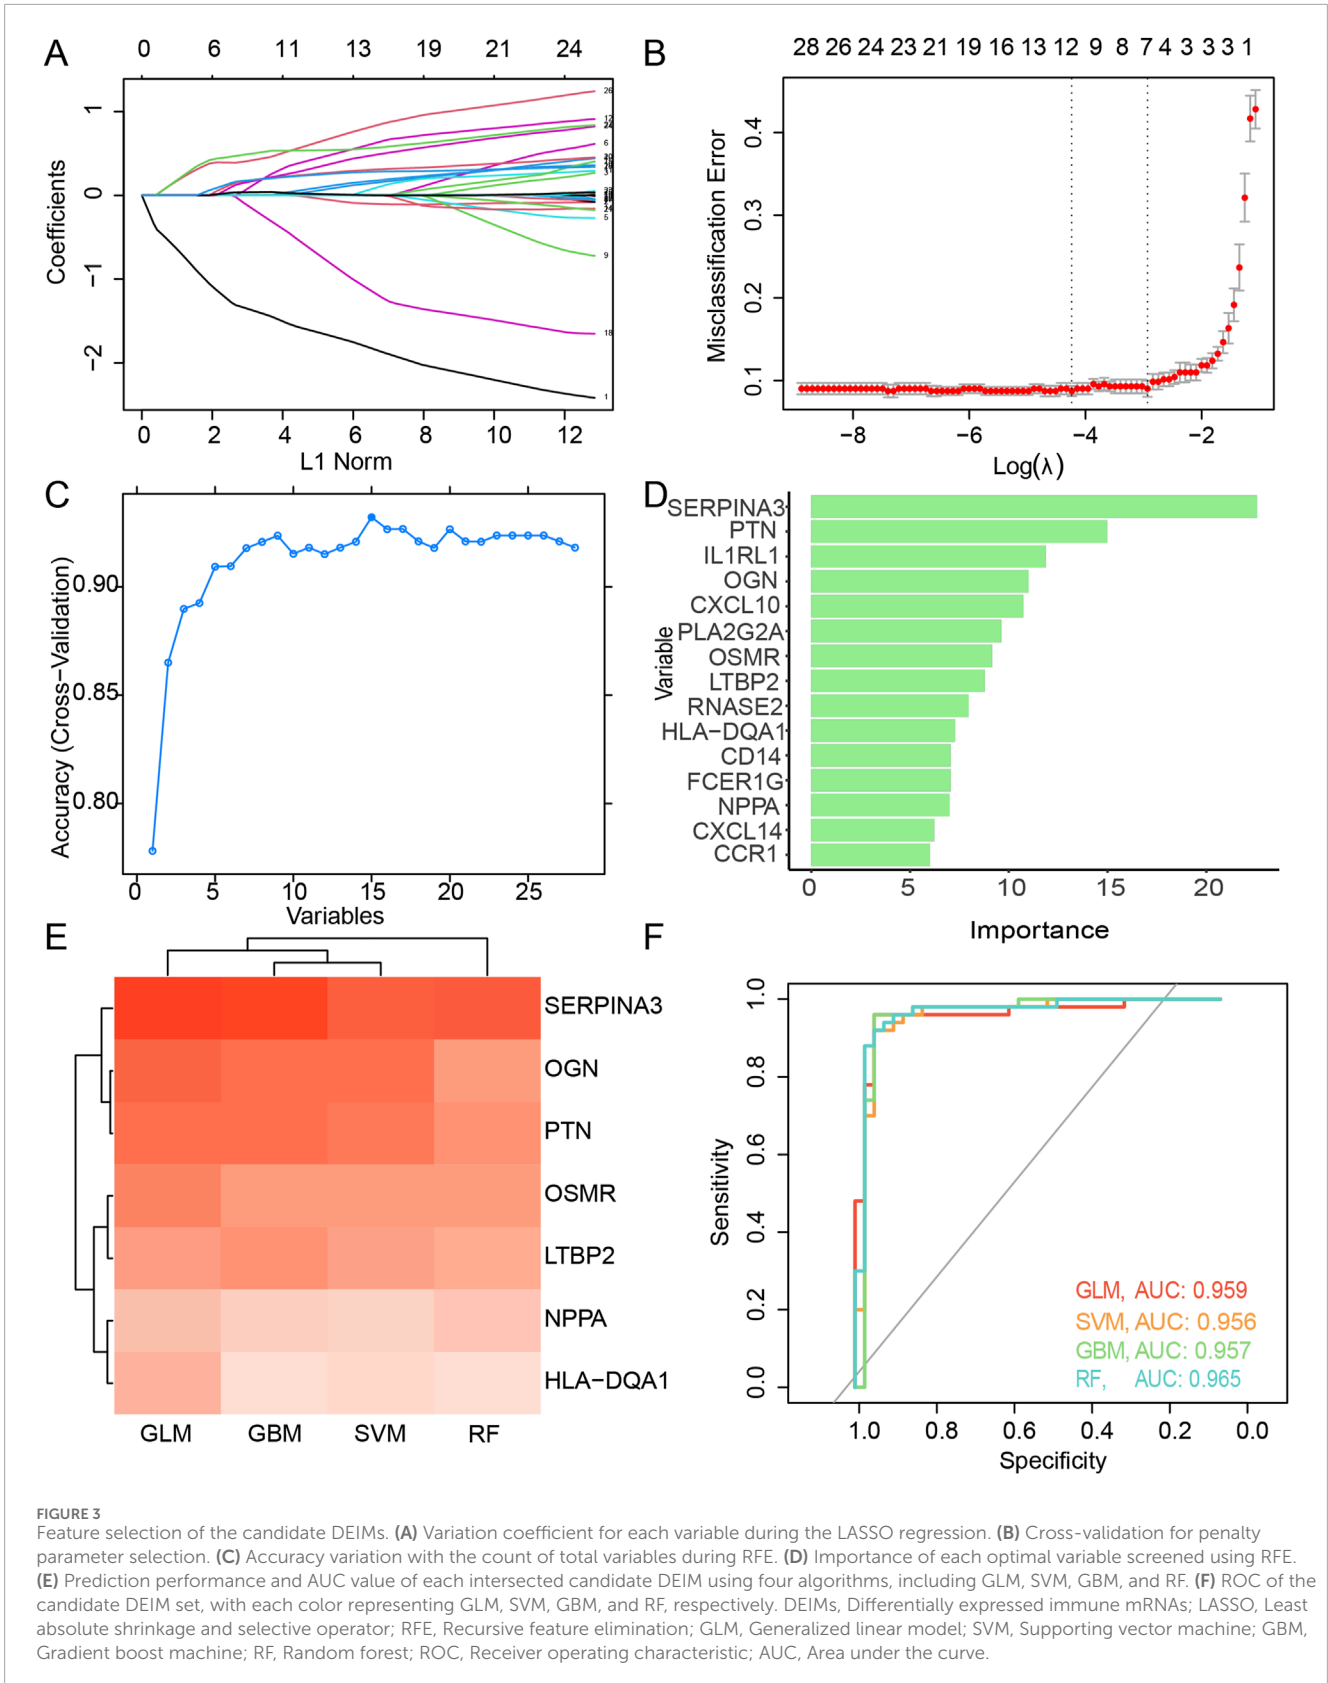 A
0 6 11 13 19 21 24
1
0
−1
−2
Coefficients
26
12
6
3
5
9
18
1
0 2 4 6 8 10 12
L1 Norm
B
28 26 24 23 21 19 16 13 12 9 8 7 4 3 3 3 1
0.4
0.3
0.2
0.1
Misclassification Error
−8 −6 −4 −2
Log(λ)
C
0.90
0.85
0.80
Accuracy (Cross−Validation)
0 5 10 15 20 25
Variables
D
SERPINA3
PTN
IL1RL1
OGN
CXCL10
PLA2G2A
OSMR
LTBP2
RNASE2
HLA−DQA1
CD14
FCER1G
NPPA
CXCL14
CCR1
Variable
0 5 10 15 20
Importance
E
SERPINA3
OGN
PTN
OSMR
LTBP2
NPPA
HLA−DQA1
GLM GBM SVM RF
F
1.0
0.8
0.6
0.4
0.2
0.0
Sensitivity
GLM, AUC: 0.959
SVM, AUC: 0.956
GBM, AUC: 0.957
RF, AUC: 0.965
1.0 0.8 0.6 0.4 0.2 0.0
Specificity
FIGURE 3
Feature selection of the candidate DEIMs. (A) Variation coefficient for each variable during the LASSO regression. (B) Cross-validation for penalty
parameter selection. (C) Accuracy variation with the count of total variables during RFE. (D) Importance of each optimal variable screened using RFE.
(E) Prediction performance and AUC value of each intersected candidate DEIM using four algorithms, including GLM, SVM, GBM, and RF. (F) ROC of the
candidate DEIM set, with each color representing GLM, SVM, GBM, and RF, respectively. DEIMs, Differentially expressed immune mRNAs; LASSO, Least
absolute shrinkage and selective operator; RFE, Recursive feature elimination; GLM, Generalized linear model; SVM, Supporting vector machine; GBM,
Gradient boost machine; RF, Random forest; ROC, Receiver operating characteristic; AUC, Area under the curve.